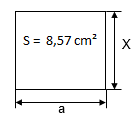 S = 8,57 cm²
X
a